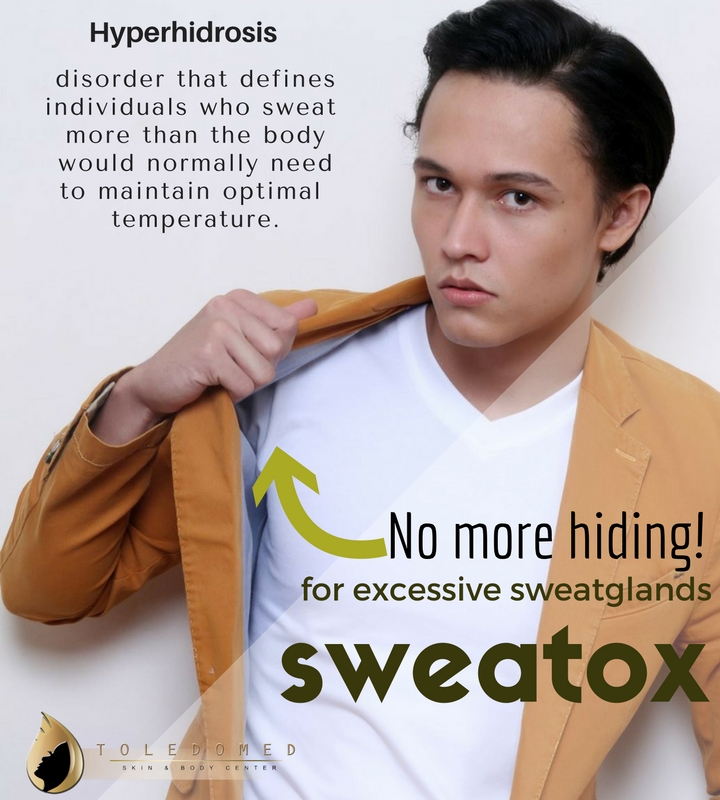 Hyperhidrosis
disorder that defines
individuals who sweat
more than the body
would normally need
to maintain optimal
temperature.
No more hiding!
for excessive sweatglands
sweatox
TOLEDOMED
SKIN & BODY CENTER